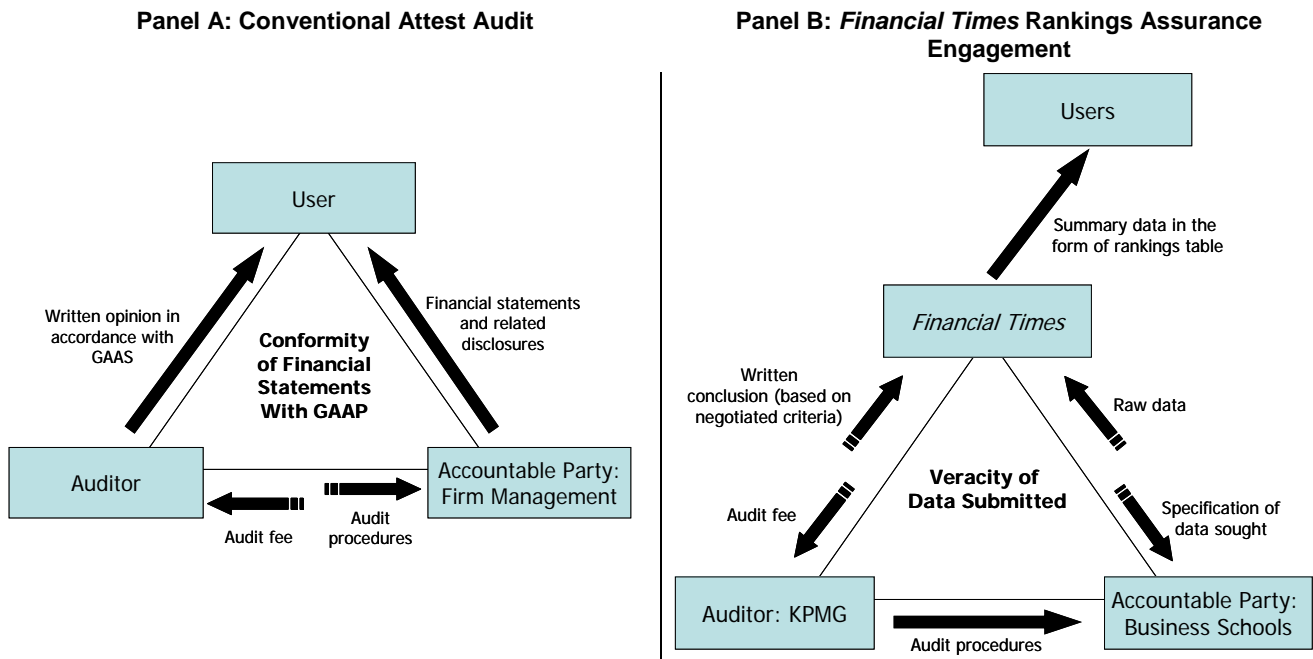 Panel A: Conventional Attest Audit
User
Written opinion in
accordance with
GAAS
Financial statements
and related
disclosures
Conformity
of Financial
Statements
With GAAP
Auditor
Accountable Party:
Firm Management
Audit fee
Audit
procedures
Panel B: Financial Times Rankings Assurance
Engagement
Users
Summary data in the
form of rankings table
Financial Times
Written
conclusion (based on
negotiated criteria)
Raw data
Veracity of
Data Submitted
Audit fee
Specification of
data sought
Auditor: KPMG
Accountable Party:
Business Schools
Audit procedures